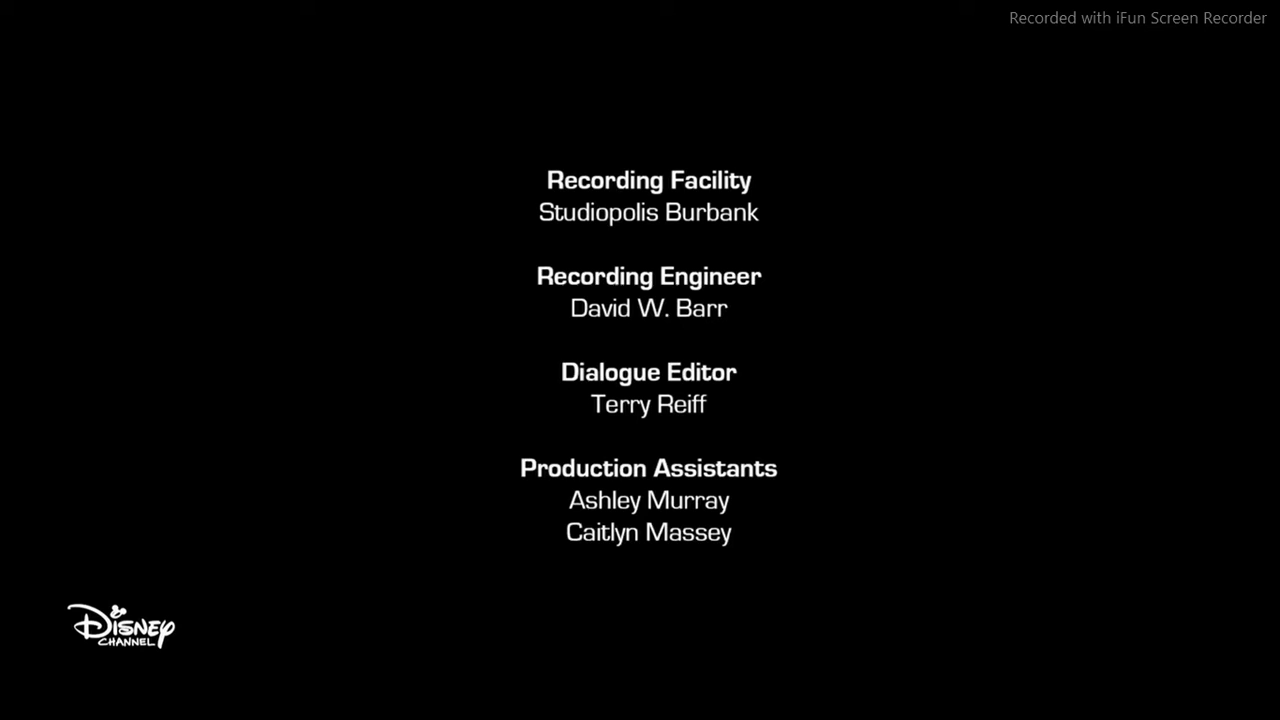 Recorded with iFun Screen Recorder
Recording Facility
Studiopolis Burbank
Recording Engineer
David W. Barr
Dialogue Editor
Terry Reiff
Production Assistants
Ashley Murray
Caitlyn Massey
Disney
CHANNEL